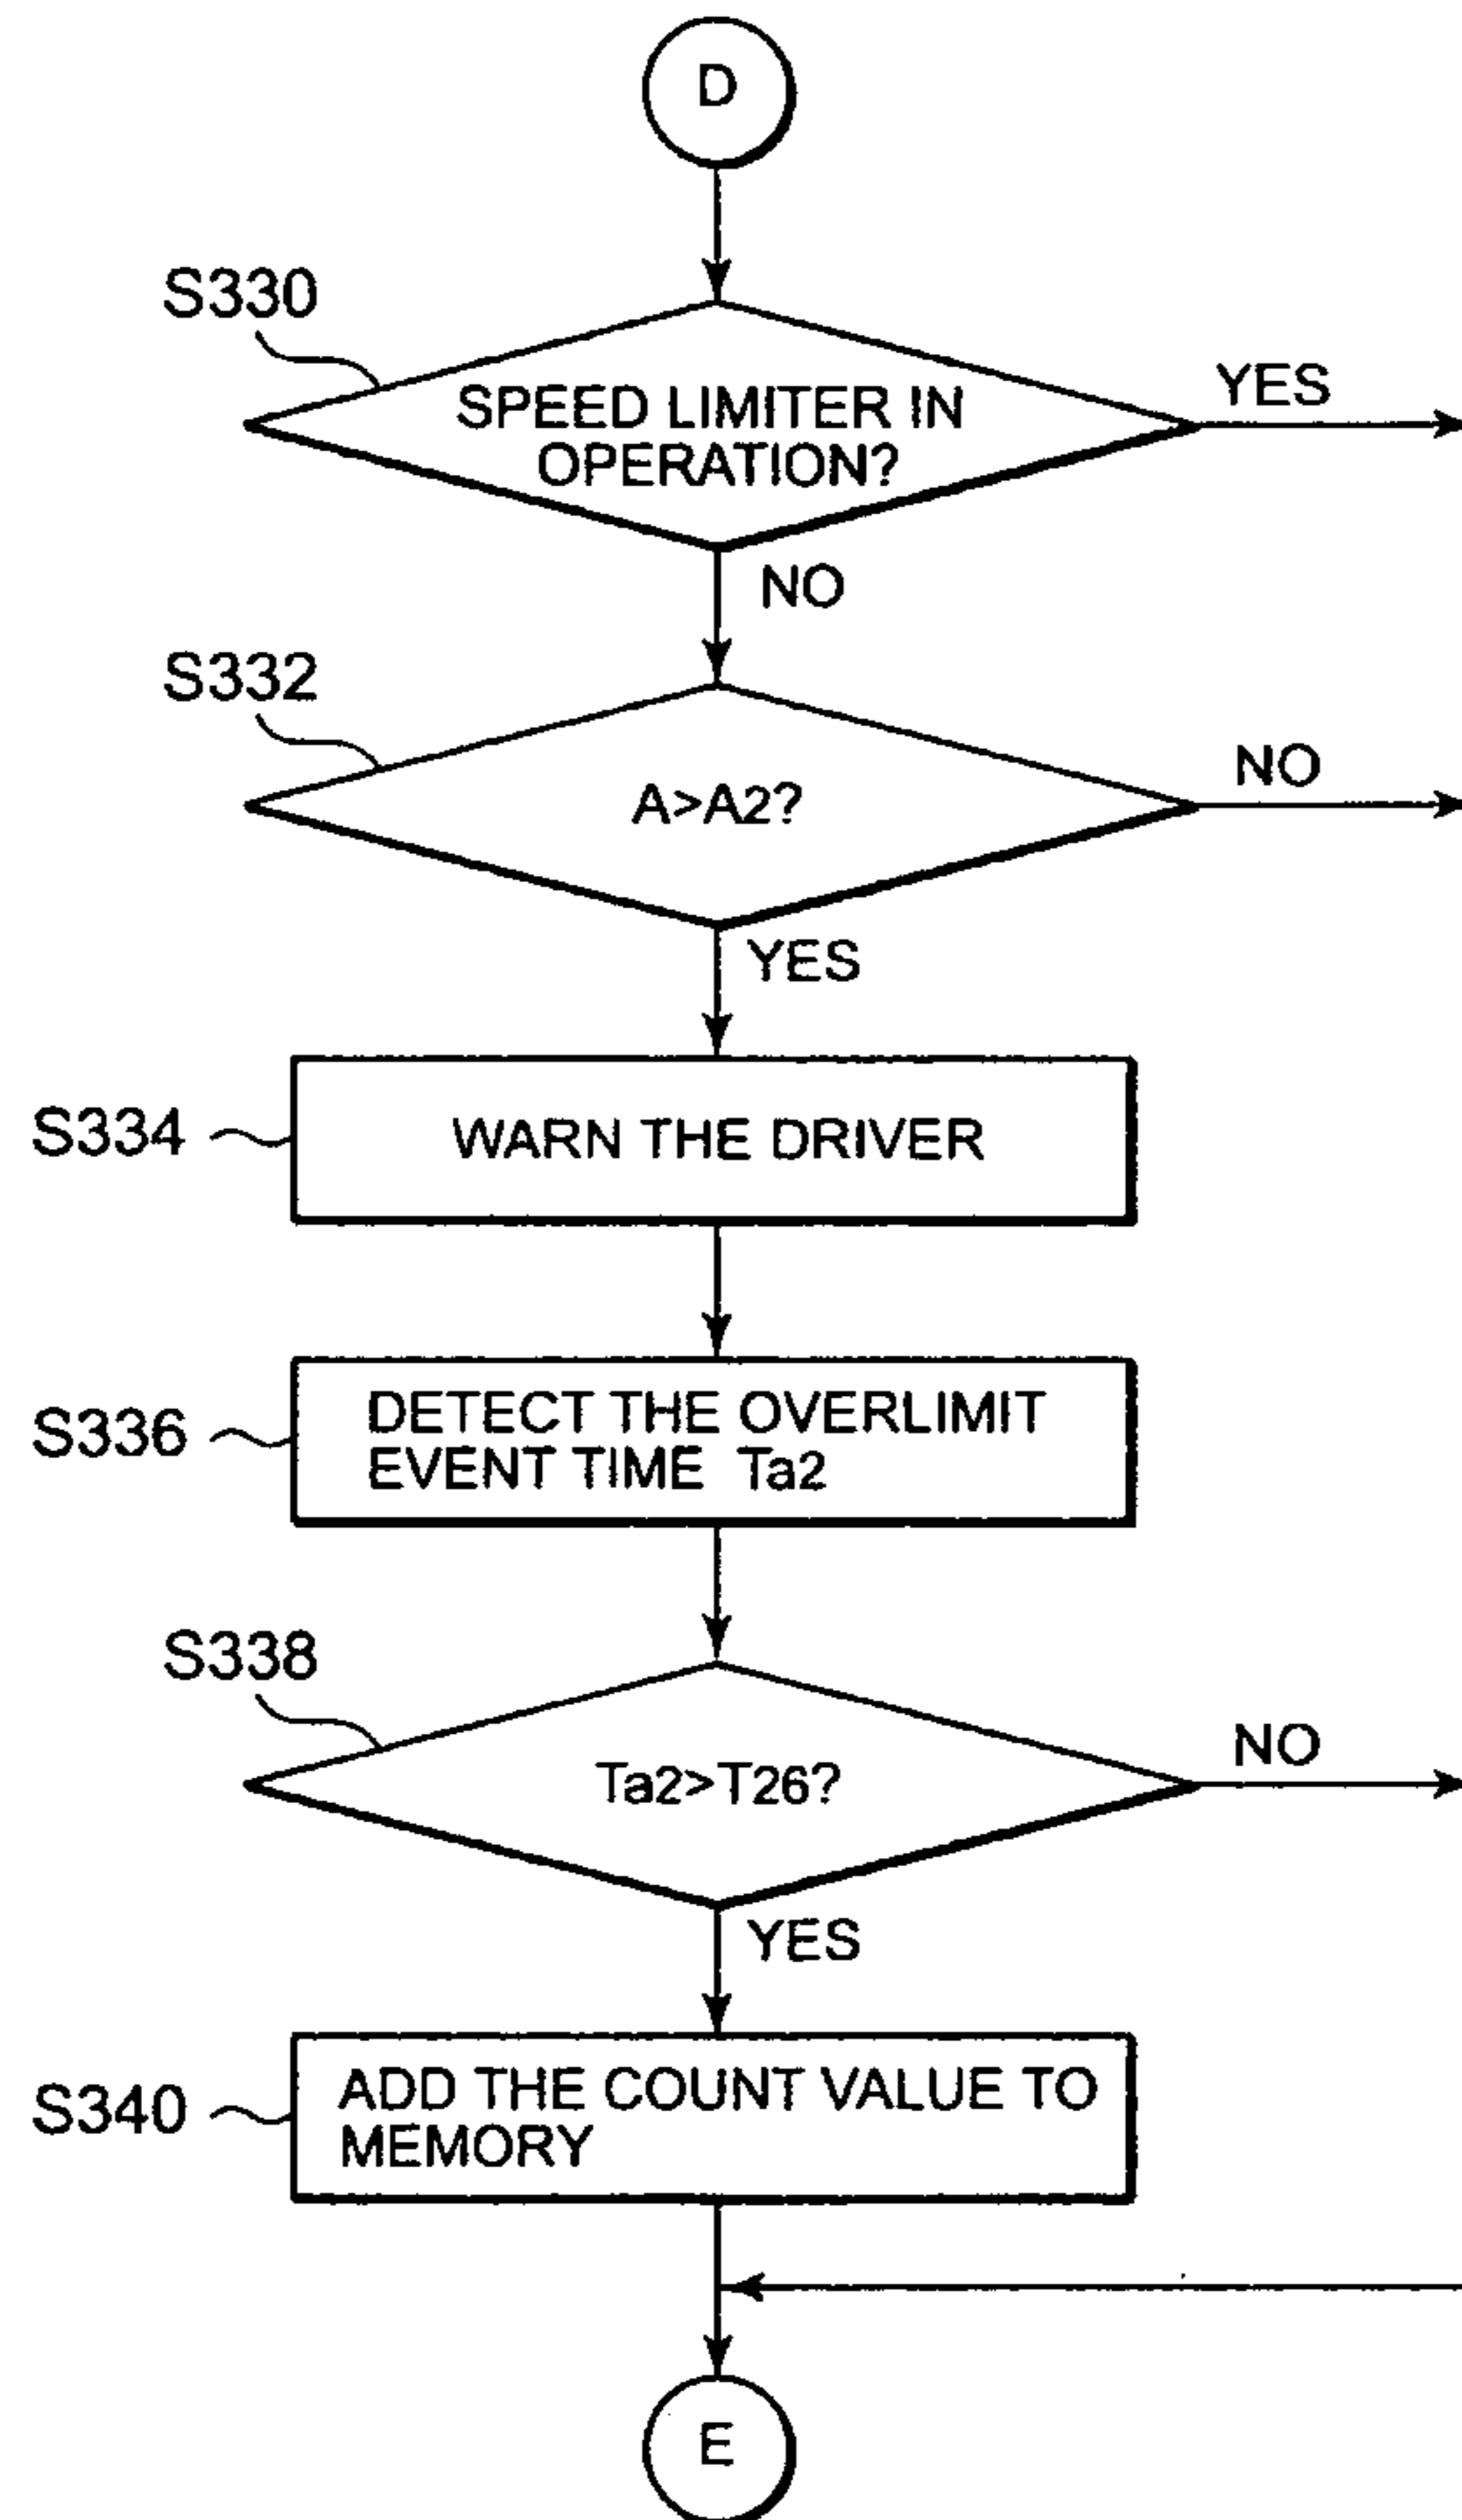 D
S330
SPEED LIMITER IN
OPERATION?
YES
NO
S332
A>A2?
NO
YES
S334
WARN THE DRIVER
S336
DETECT THE OVERLIMIT
EVENT TIME Ta2
S338
Ta2>T26?
NO
YES
S340
ADD THE COUNT VALUE TO
MEMORY
E